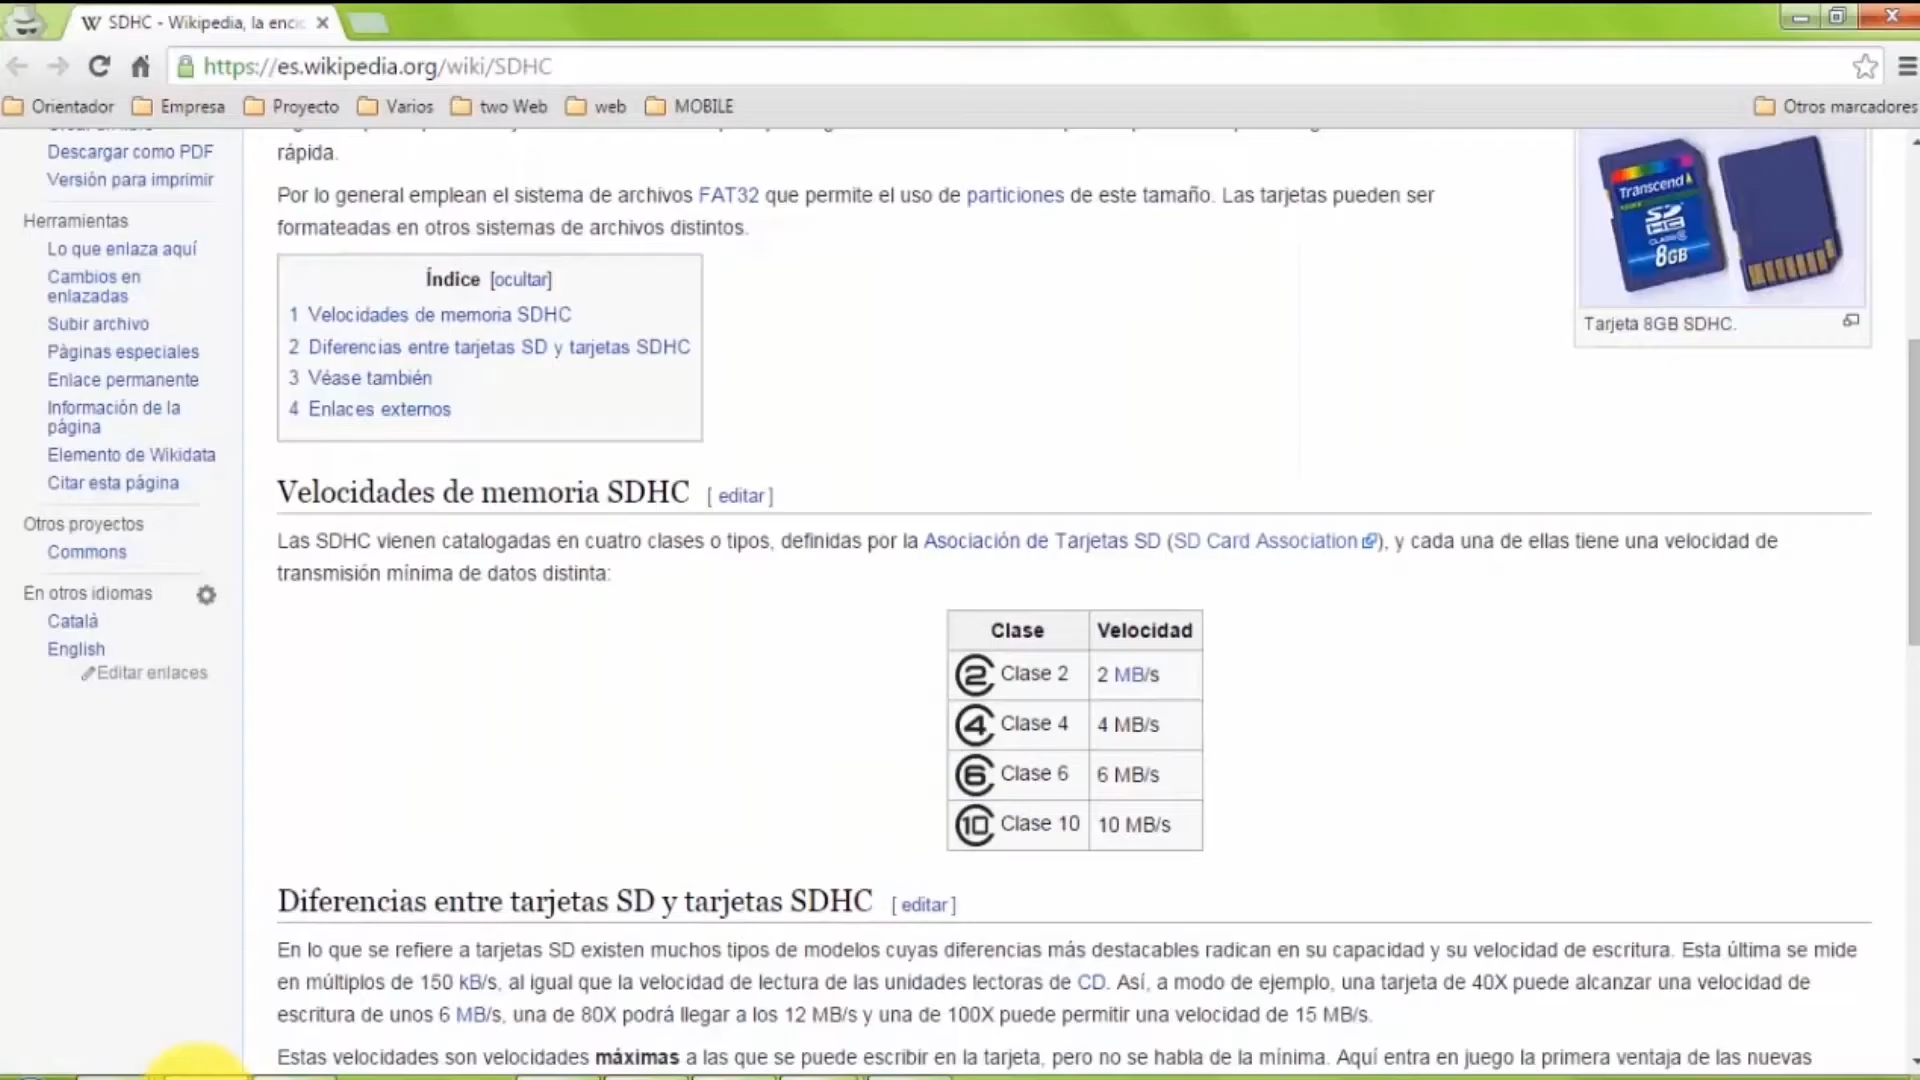 SDHC - Wikipedia, la enci
https://es.wikipedia.org/wiki/SDHC
Orientador Empresa Proyecto Varios two Web web MOBILE Otros marcadores
Descargar como PDF
Versión para imprimir
Herramientas
Lo que enlaza aquí
Cambios en
enlazadas
Subir archivo
Páginas especiales
Enlace permanente
Información de la
página
Elemento de Wikidata
Citar esta página
Otros proyectos
Commons
En otros idiomas
Català
English
Editar enlaces
rápida.
Por lo general emplean el sistema de archivos FAT32 que permite el uso de particiones de este tamaño. Las tarjetas pueden ser
formateadas en otros sistemas de archivos distintos.
Transcend
SD
HC
CLASS 6
8GB
Tarjeta 8GB SDHC.
Índice [ocultar]
1 Velocidades de memoria SDHC
2 Diferencias entre tarjetas SD y tarjetas SDHC
3 Véase también
4 Enlaces externos
Velocidades de memoria SDHC [ editar ]
Las SDHC vienen catalogadas en cuatro clases o tipos, definidas por la Asociación de Tarjetas SD (SD Card Association), y cada una de ellas tiene una velocidad de
transmisión mínima de datos distinta:
Clase Velocidad
2 Clase 2 2 MB/s
4 Clase 4 4 MB/s
6 Clase 6 6 MB/s
10 Clase 10 10 MB/s
Diferencias entre tarjetas SD y tarjetas SDHC [ editar ]
En lo que se refiere a tarjetas SD existen muchos tipos de modelos cuyas diferencias más destacables radican en su capacidad y su velocidad de escritura. Esta última se mide
en múltiplos de 150 kB/s, al igual que la velocidad de lectura de las unidades lectoras de CD. Así, a modo de ejemplo, una tarjeta de 40X puede alcanzar una velocidad de
escritura de unos 6 MB/s, una de 80X podrá llegar a los 12 MB/s y una de 100X puede permitir una velocidad de 15 MB/s.
Estas velocidades son velocidades máximas a las que se puede escribir en la tarjeta, pero no se habla de la mínima. Aquí entra en juego la primera ventaja de las nuevas